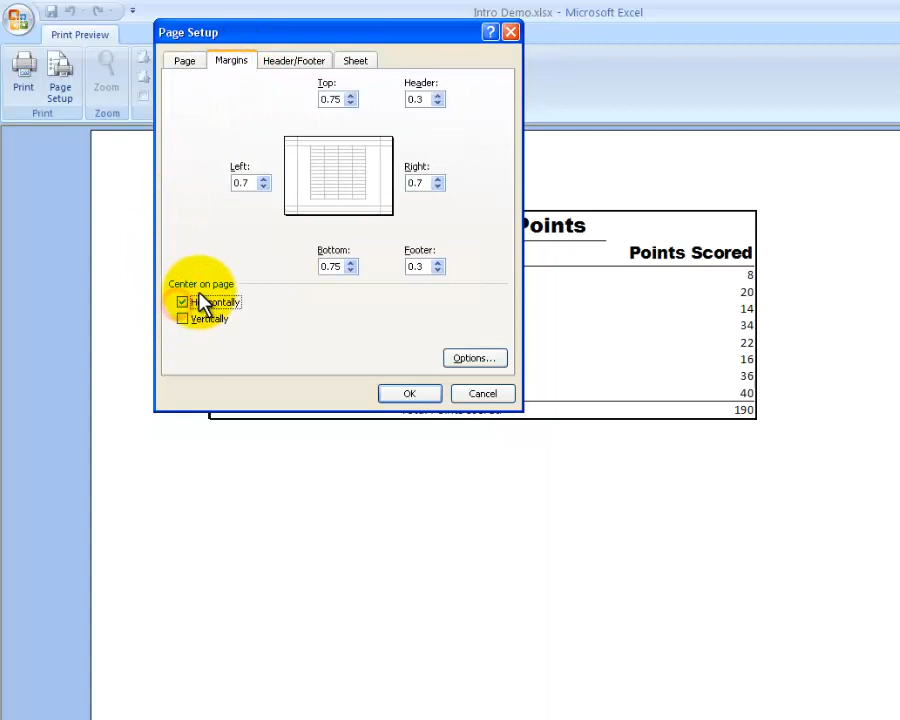 Intro Demo.xlsx - Microsoft Excel
Print Preview
Page Setup
Print
Page Setup
Zoom
Print
Zoom
Page
Margins
Header/Footer
Sheet
Top:
Header:
0.75
0.3
Left:
Right:
0.7
0.7
Bottom:
Footer:
0.75
0.3
Center on page
Horizontally
Vertically
Options...
OK
Cancel
Points
Points Scored
8
20
14
34
22
16
36
40
190